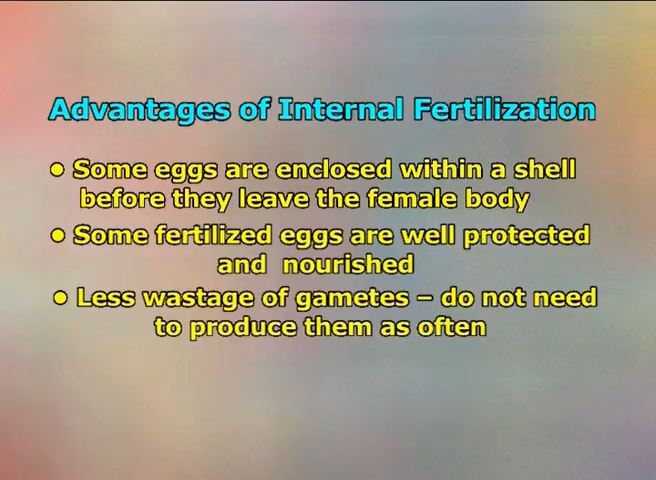 Advantages of Internal Fertilization
● Some eggs are enclosed within a shell
before they leave the female body
● Some fertilized eggs are well protected
and nourished
● Less wastage of gametes – do not need
to produce them as often